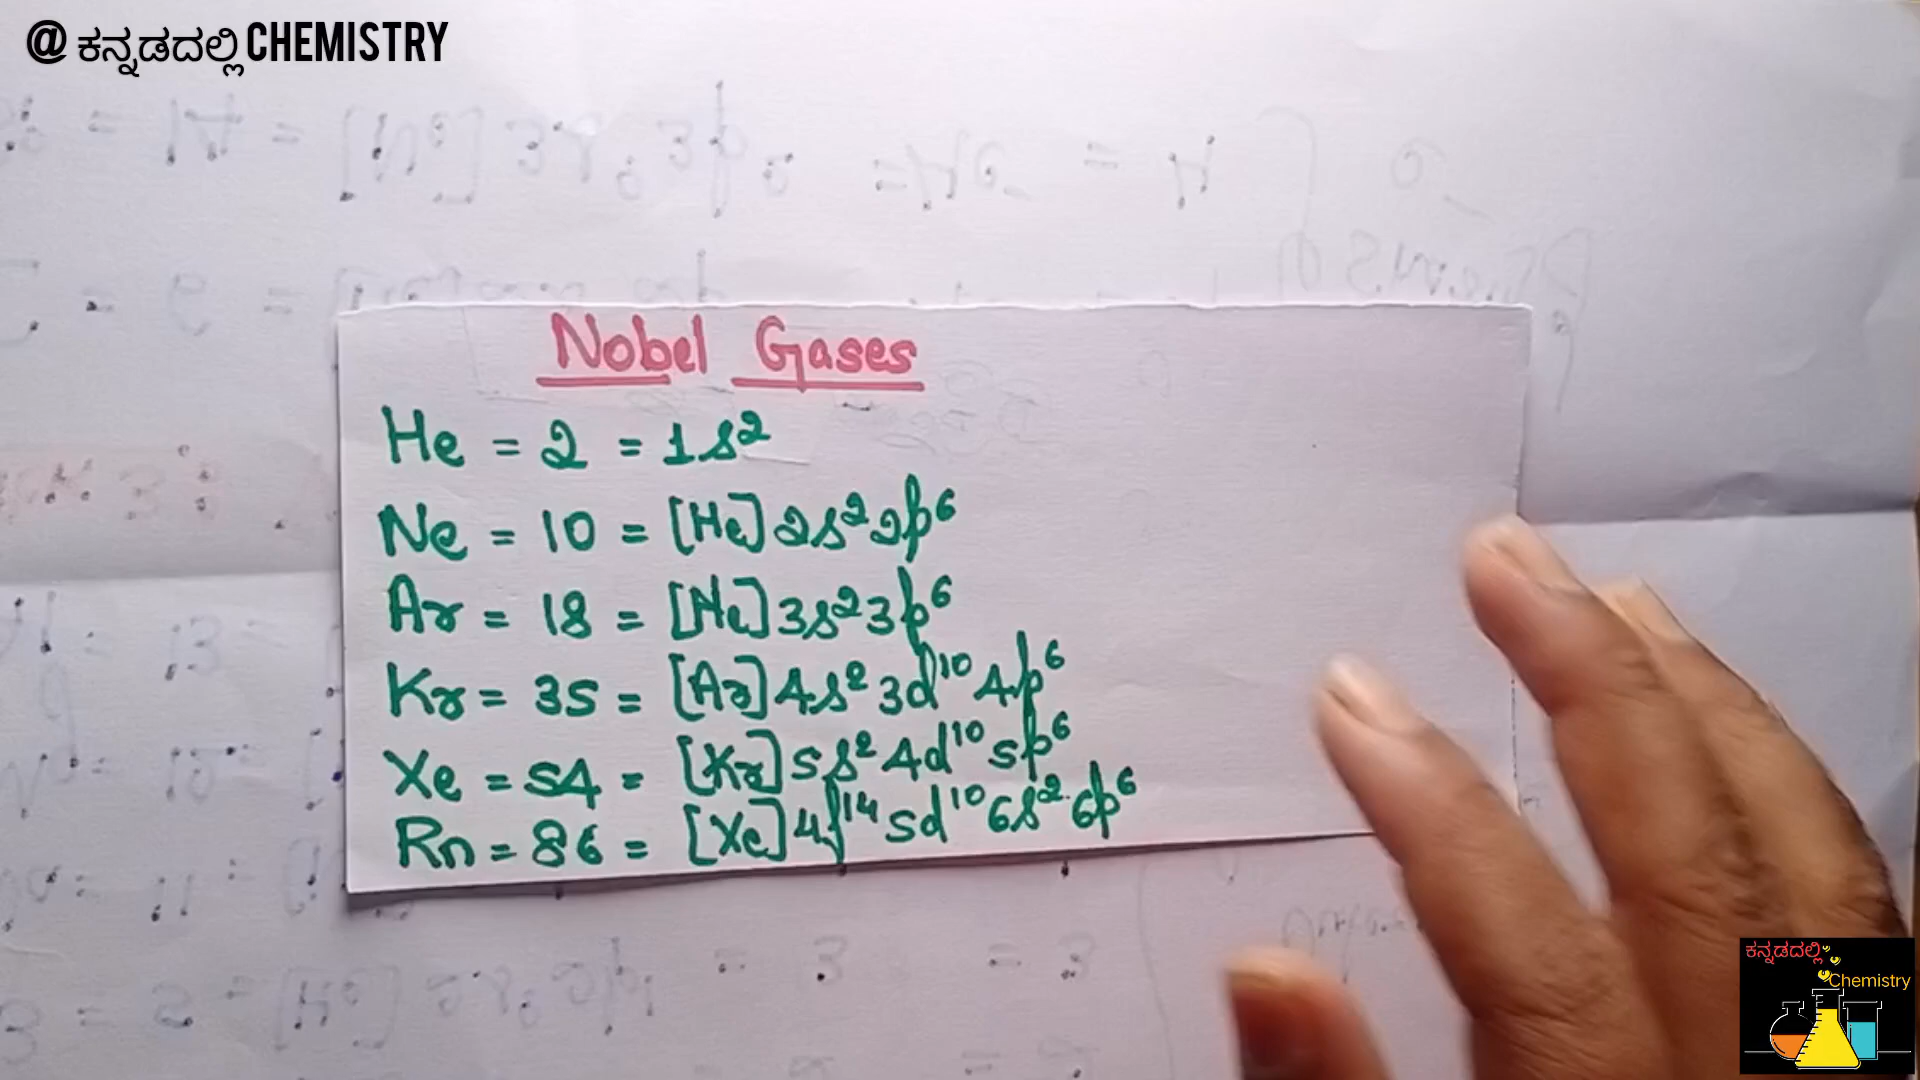 @ ಕನ್ನಡದಲ್ಲಿ CHEMISTRY
Nobel Gases
He = 2 = 1s²
Ne = 10 = [He] 2s² 2p⁶
Ar = 18 = [Ne] 3s² 3p⁶
Kr = 35 = [Ar] 4s² 3d¹⁰ 4p⁶
Xe = 54 = [Kr] 5s² 4d¹⁰ 5p⁶
Rn = 86 = [Xe] 4f¹⁴ 5d¹⁰ 6s² 6p⁶
ಕನ್ನಡದಲ್ಲಿ
Chemistry